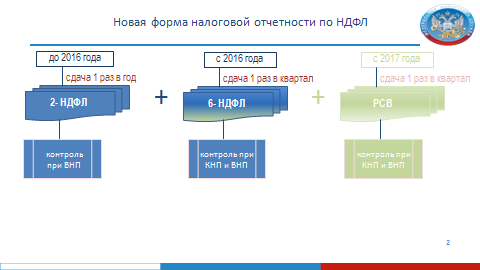 Новая форма налоговой отчетности по НДФЛ
до 2016 года
сдача 1 раз в год
2- НДФЛ
контроль
при ВНП
+
с 2016 года
сдача 1 раз в квартал
6- НДФЛ
контроль при
КНП и ВНП
+
с 2017 года
сдача 1 раз в квартал
РСВ
контроль при
КНП и ВНП
2